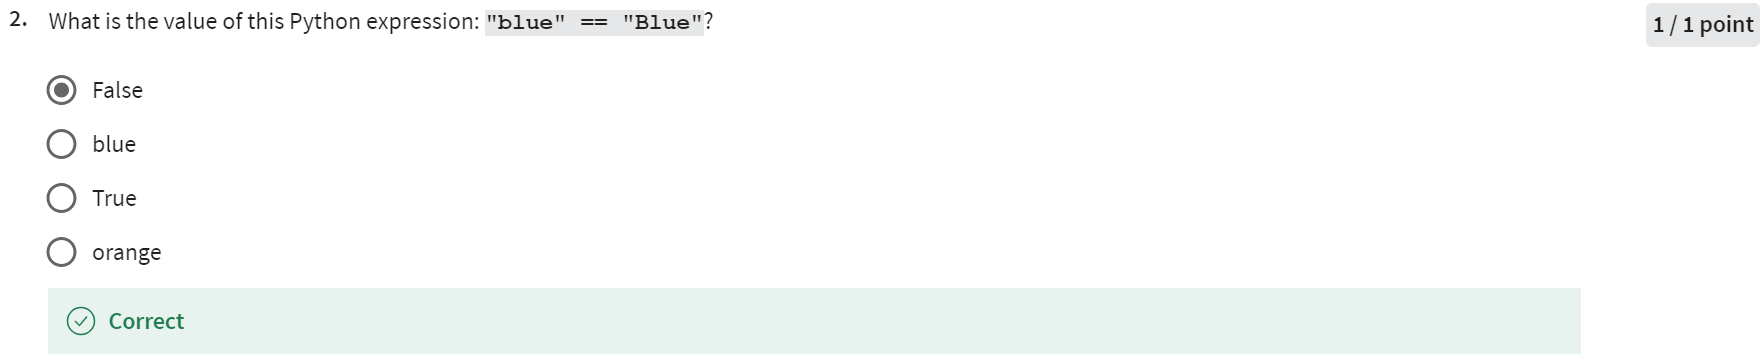 2. What is the value of this Python expression: "blue" == "Blue"?
1 / 1 point
False
blue
True
orange
Correct